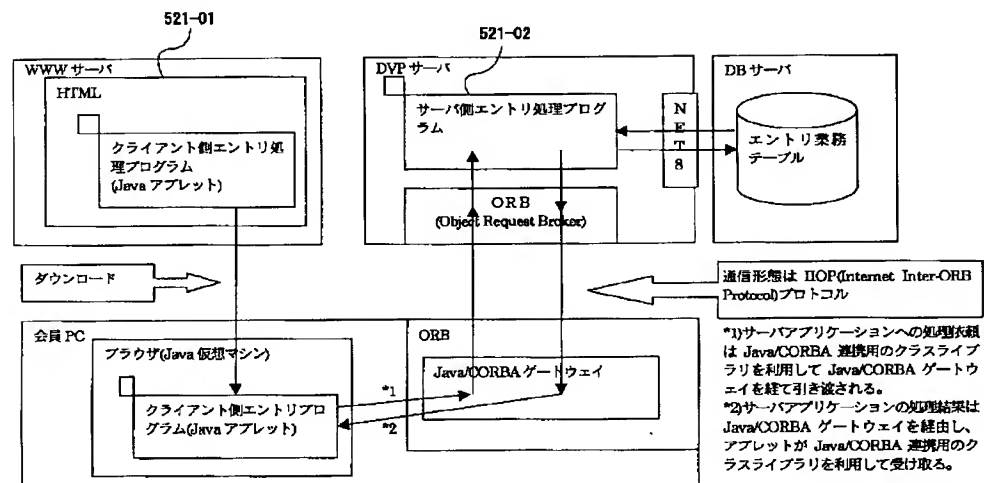 521-01
521-02
WWW サーバ
HTML
クライアント側エントリ処
理プログラム
(Java アプレット)
DVP サーバ
サーバ側エントリ処理プログ
ラム
ORB
(Object Request Broker)
N
E
T
8
DB サーバ
エントリ業務
テーブル
ダウンロード
通信形態は IIOP(Internet Inter-ORB
Protocol)プロトコル
会員 PC
ブラウザ(Java 仮想マシン)
クライアント側エントリプロ
グラム(Java アプレット)
*1
*2
ORB
Java/CORBA ゲートウェイ
*1)サーバアプリケーションへの処理依頼
は Java/CORBA 連携用のクラスライブ
ラリを利用して Java/CORBA ゲートウ
ェイを経て引き渡される。
*2)サーバアプリケーションの処理結果は
Java/CORBA ゲートウェイを経由し、
アプレットが Java/CORBA 連携用のク
ラスライブラリを利用して受け取る。